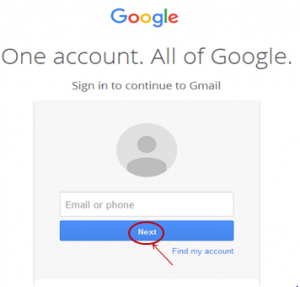 Google
One account. All of Google.
Sign in to continue to Gmail
Email or phone
Next
Find my account